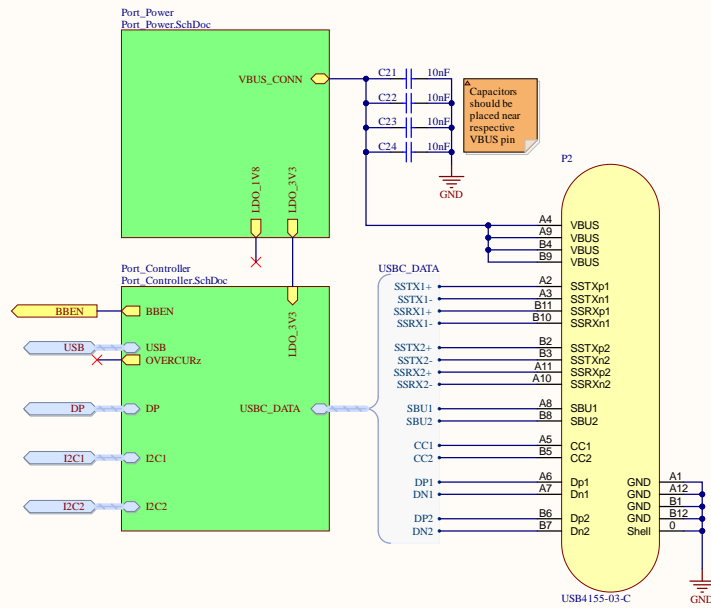 Port_Power
Port_Power.SchDoc
VBUS_CONN
LDO_1V8
LDO_3V3
C21 10nF
C22 10nF
C23 10nF
C24 10nF
GND
Capacitors
should be
placed near
respective
VBUS pin
P2
Port_Controller
Port_Controller.SchDoc
LDO_3V3
BBEN BBEN
USB USB
OVERCURz
DP DP
USBC_DATA
I2C1 I2C1
I2C2 I2C2
USBC_DATA
A4 VBUS
A9 VBUS
B4 VBUS
B9 VBUS
SSTX1+ A2 SSTXp1
SSTX1- A3 SSTXn1
SSRX1+ B11 SSRXp1
SSRX1- B10 SSRXn1
SSTX2+ B2 SSTXp2
SSTX2- B3 SSTXn2
SSRX2+ A11 SSRXp2
SSRX2- A10 SSRXn2
SBU1 A8 SBU1
SBU2 B8 SBU2
CC1 A5 CC1
CC2 B5 CC2
DP1 A6 Dp1 GND A1
DN1 A7 Dn1 GND A12
GND B1
DP2 B6 Dp2 GND B12
DN2 B7 Dn2 Shell 0
GND
USB4155-03-C